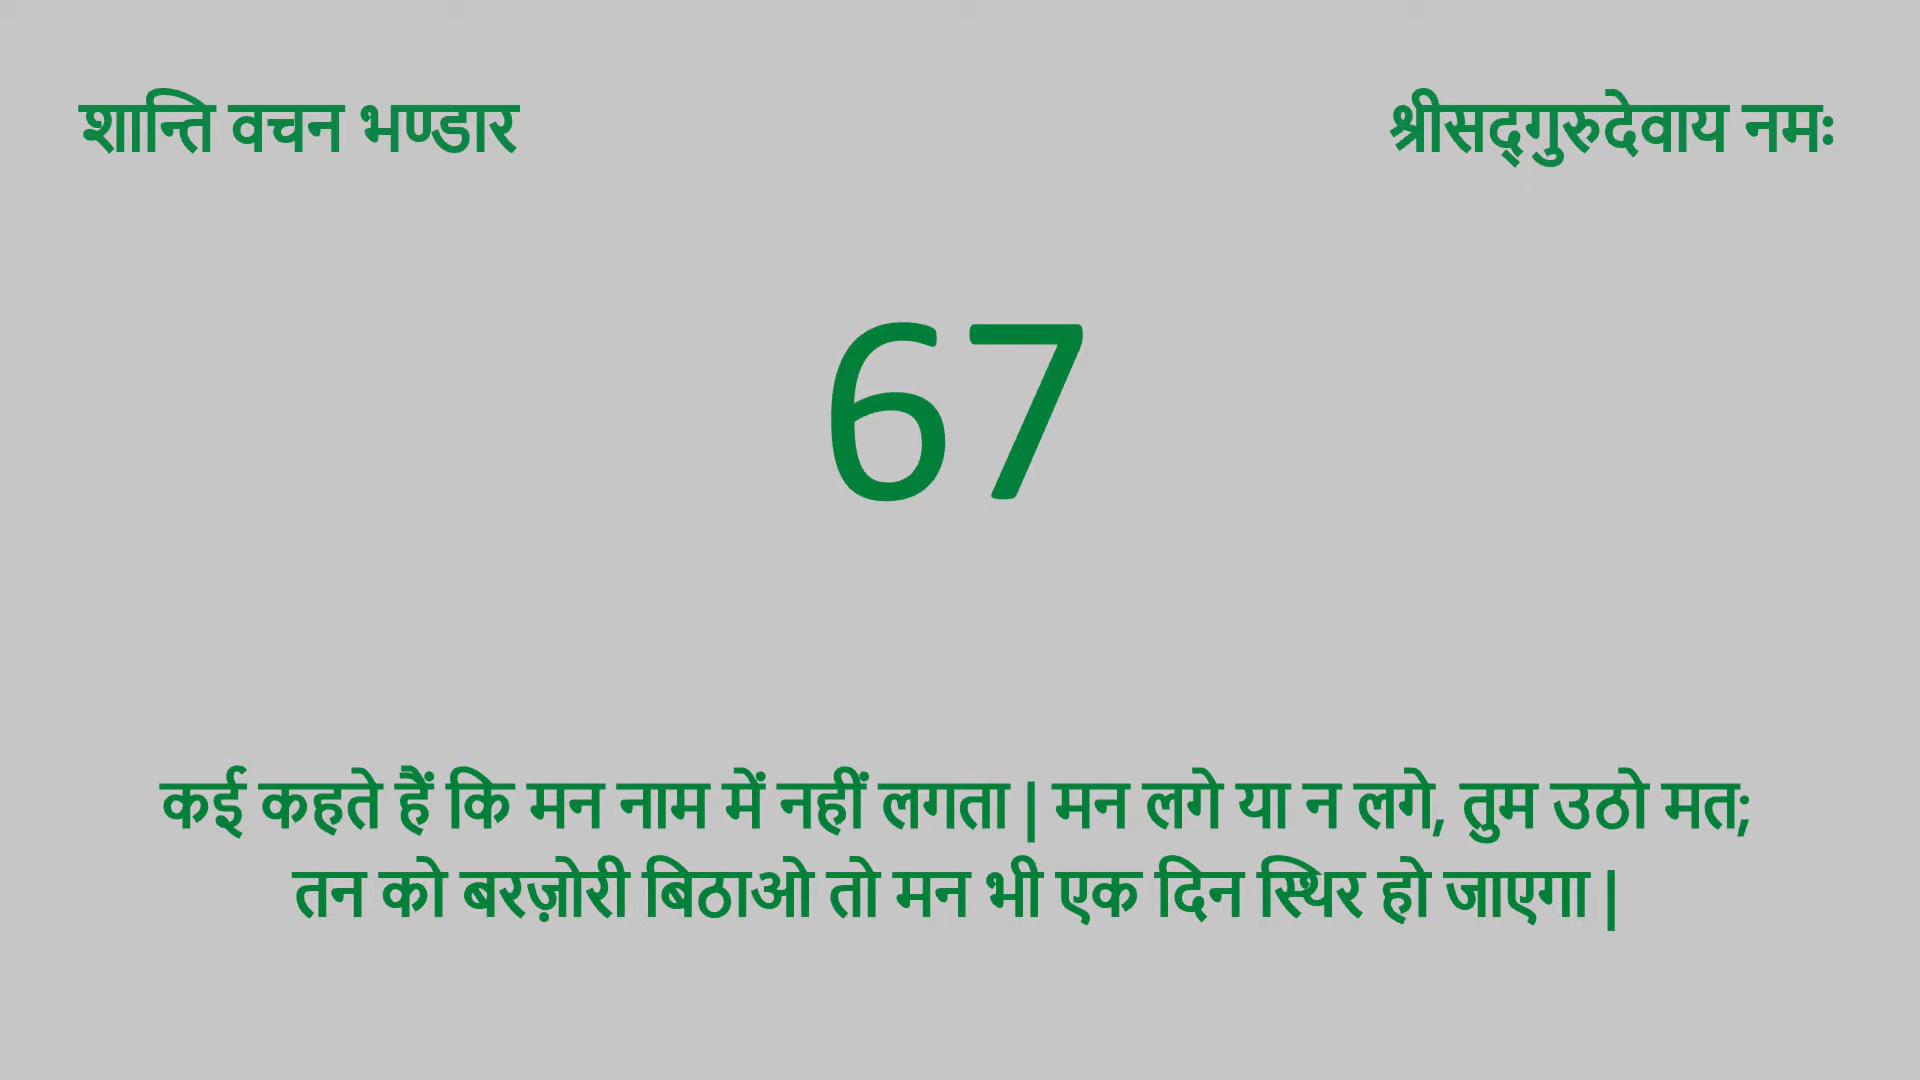 शान्ति वचन भण्डार
श्रीसद्‌गुरुदेवाय नमः
67
कई कहते हैं कि मन नाम में नहीं लगता | मन लगे या न लगे, तुम उठो मत;
तन को बरज़ोरी बिठाओ तो मन भी एक दिन स्थिर हो जाएगा |